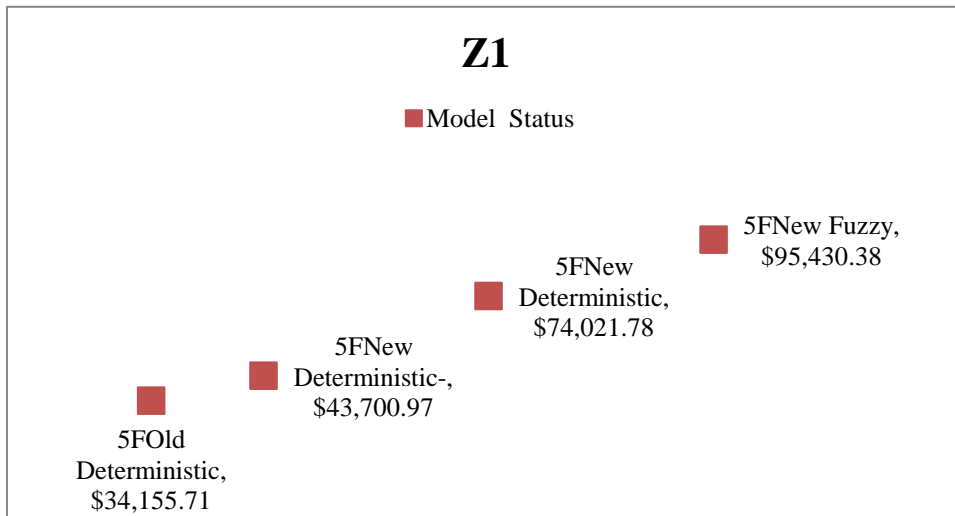 Z1
Model Status
5FNew Fuzzy,
$95,430.38
5FNew
Deterministic,
$74,021.78
5FNew
Deterministic-,
$43,700.97
5FOld
Deterministic,
$34,155.71